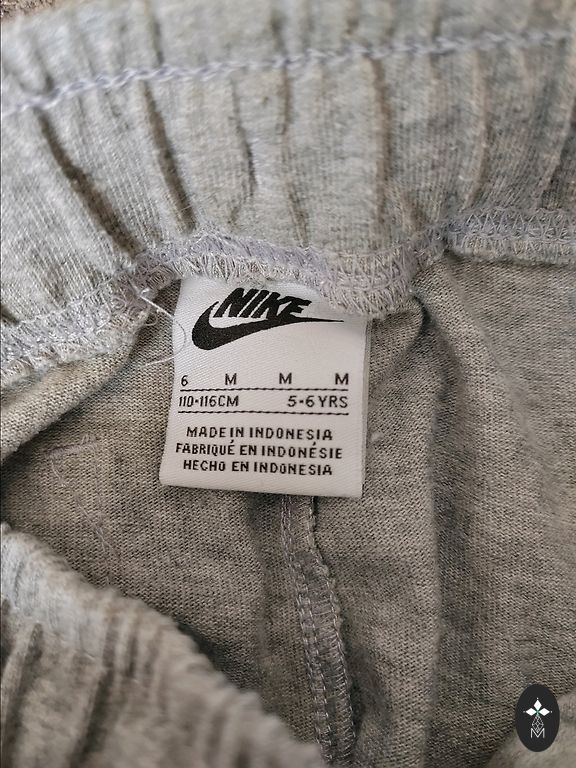 NIKE
6 M M M
110-116CM 5-6YRS
MADE IN INDONESIA
FABRIQUÉ EN INDONÉSIE
HECHO EN INDONESIA
M